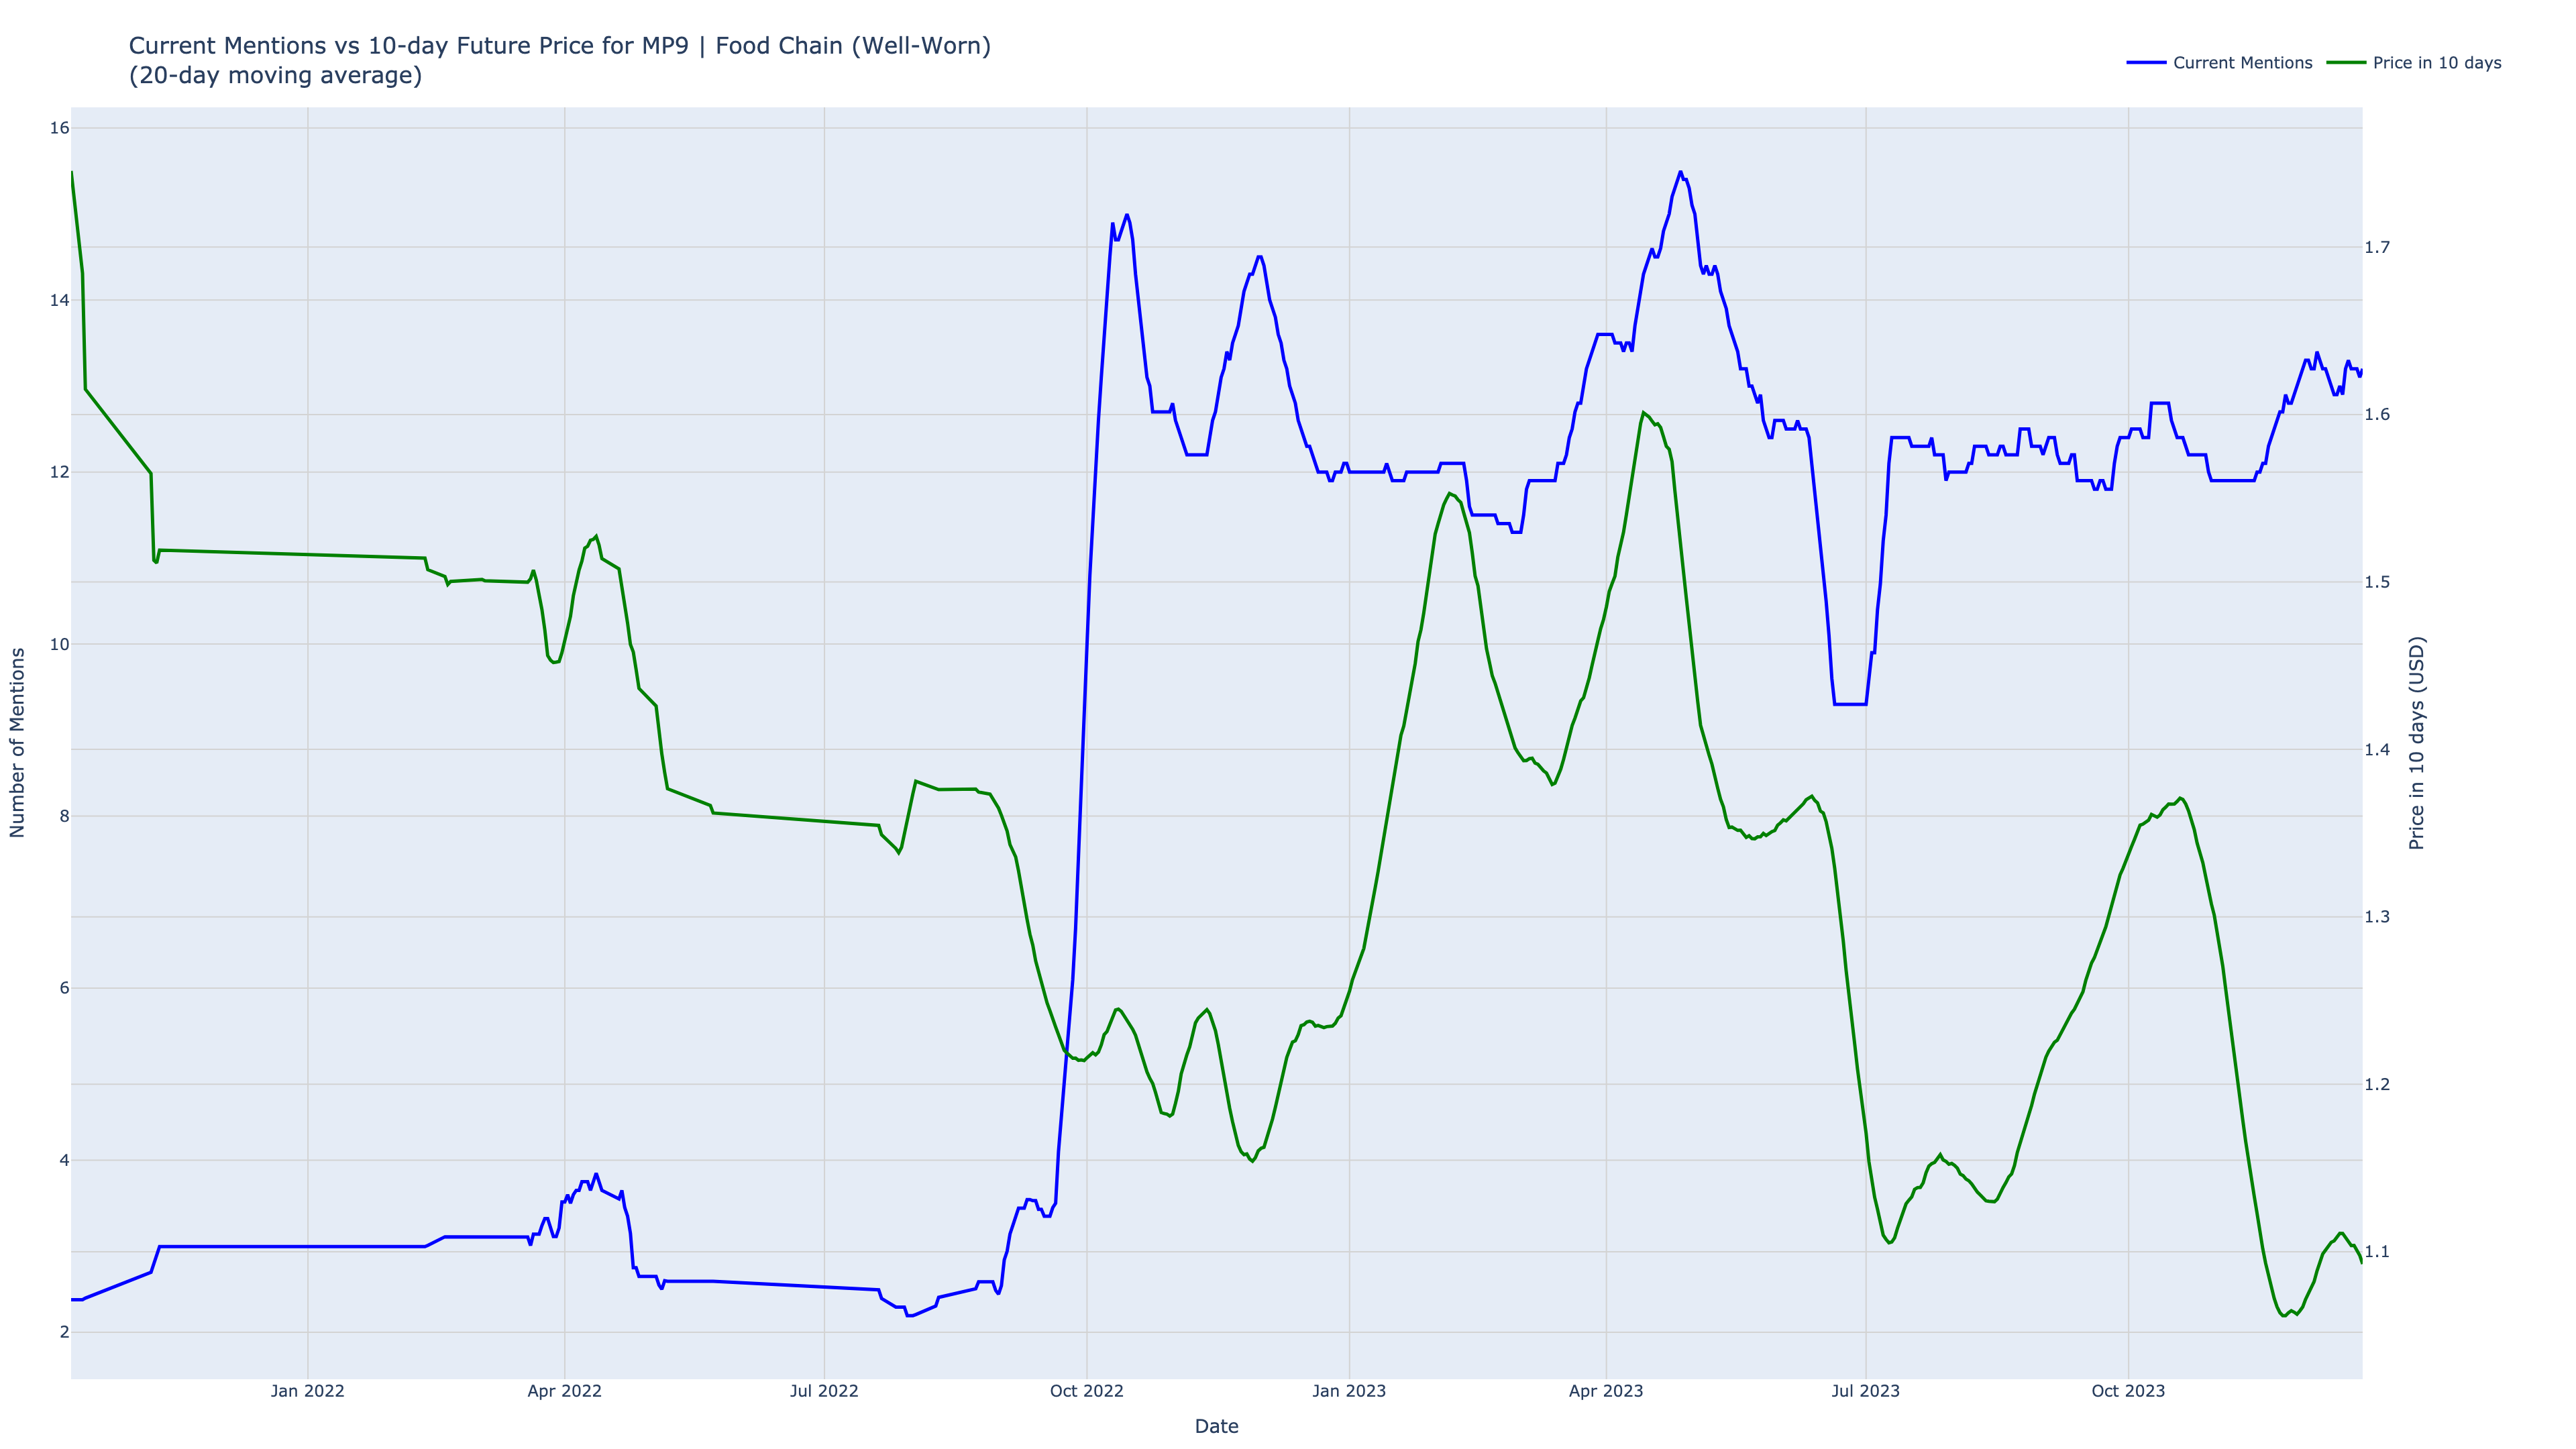 Current Mentions vs 10-day Future Price for MP9 | Food Chain (Well-Worn)
(20-day moving average)
Current Mentions
Price in 10 days
16
14
12
10
8
6
4
2
Number of Mentions
1.7
1.6
1.5
1.4
1.3
1.2
1.1
Price in 10 days (USD)
Jan 2022
Apr 2022
Jul 2022
Oct 2022
Jan 2023
Apr 2023
Jul 2023
Oct 2023
Date